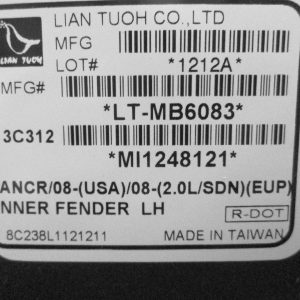 LIAN TUOH CO.,LTD
LIAN TUOH
MFG
LOT# *1212A*
MFG#
*LT-MB6083*
3C312
*MI1248121*
ANCR/08-(USA)/08-(2.0L/SDN)(EUP)
NNER FENDER LH
R-DOT
8C238L1121211 MADE IN TAIWAN